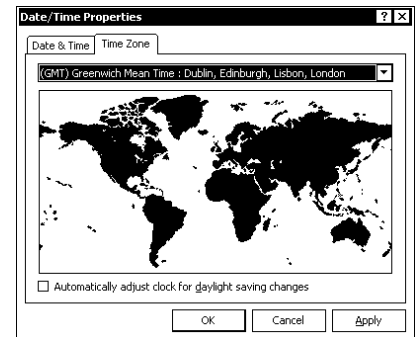 Date/Time Properties
Date & Time Time Zone
(GMT) Greenwich Mean Time : Dublin, Edinburgh, Lisbon, London
Automatically adjust clock for daylight saving changes
OK Cancel Apply